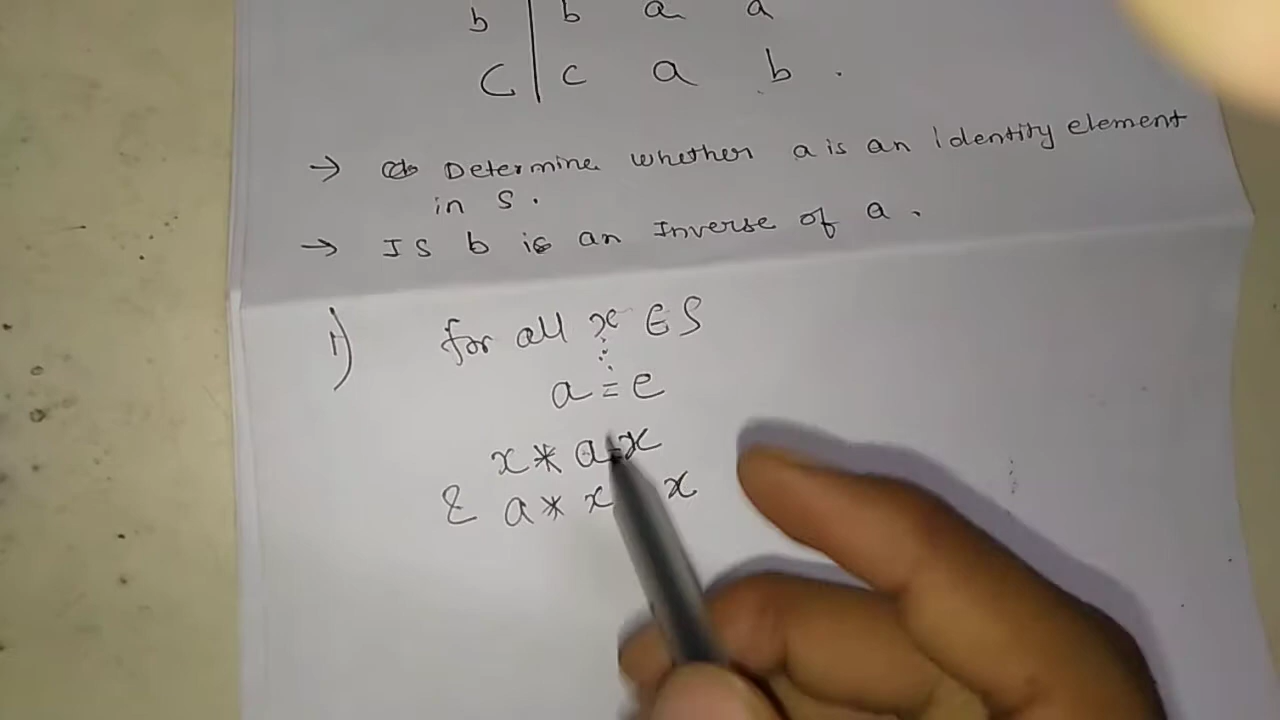 b | b a a
c | c a b .
→ Determine whether a is an Identity element
in S .
→ IS b is an Inverse of a .
1) for all x ∈ S
a = e
x * a = x
& a * x x